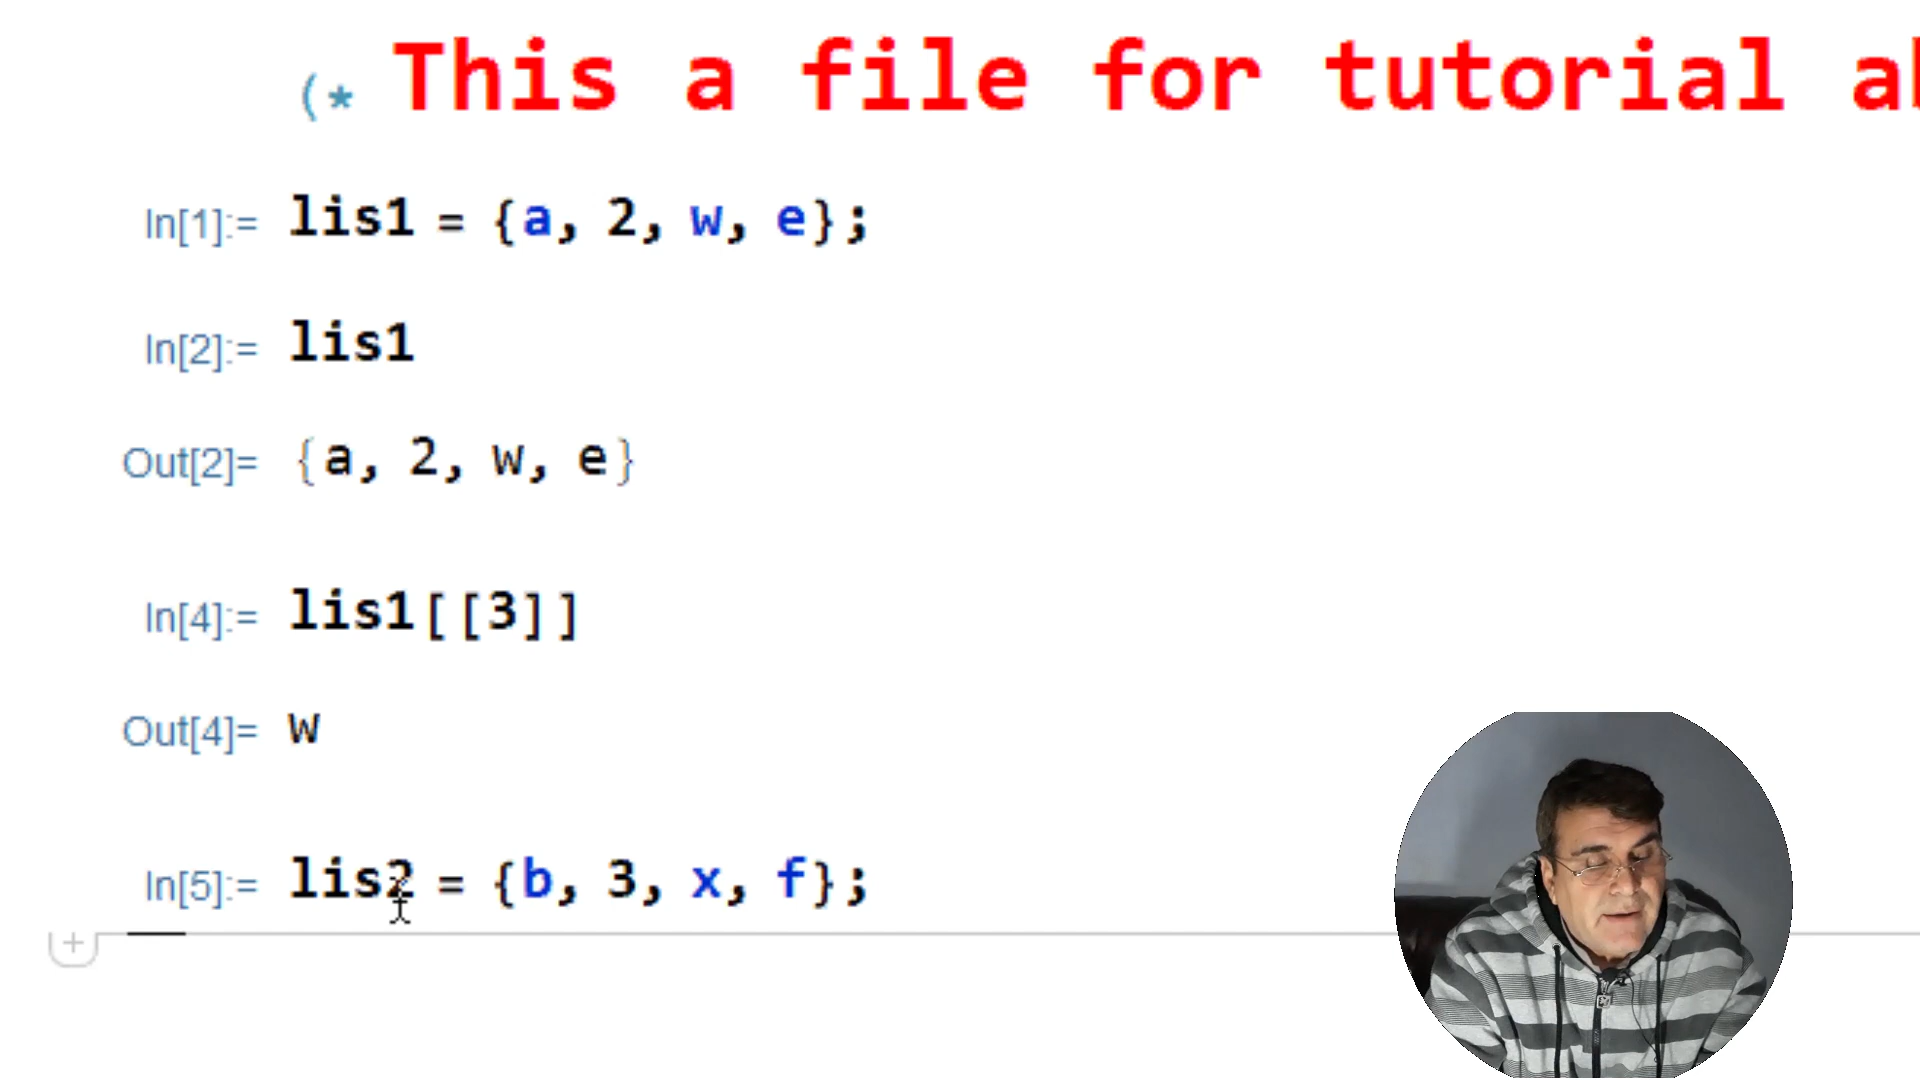 (* This a file for tutorial
In[1]:= lis1 = {a, 2, w, e};
In[2]:= lis1
Out[2]= {a, 2, w, e}
In[4]:= lis1[[3]]
Out[4]= w
In[5]:= lis2 = {b, 3, x, f};